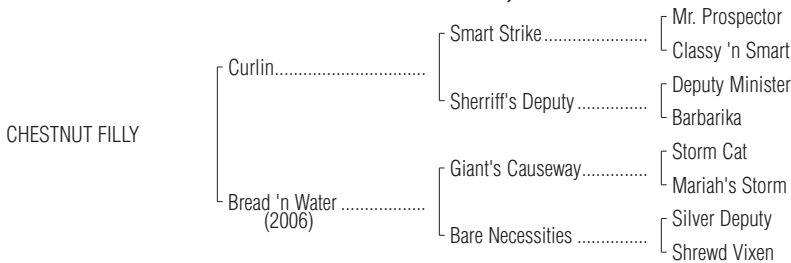 Mr. Prospector
Smart Strike......................
Classy 'n Smart
Curlin................................
Deputy Minister
Sherriff's Deputy ...............
Barbarika
CHESTNUT FILLY
Storm Cat
Giant's Causeway..............
Mariah's Storm
Bread 'n Water ..................
(2006)
Silver Deputy
Bare Necessities ................
Shrewd Vixen